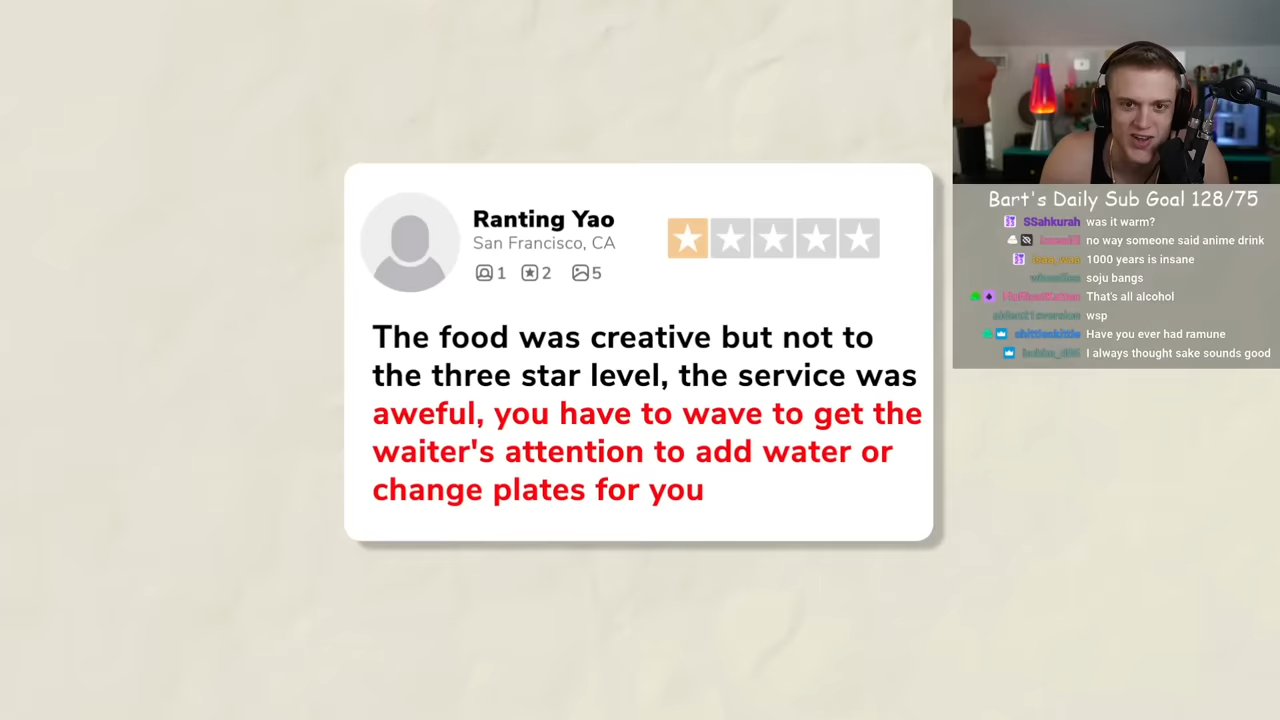 Ranting Yao
San Francisco, CA
1 2 5
The food was creative but not to
the three star level, the service was
aweful, you have to wave to get the
waiter's attention to add water or
change plates for you
Bart's Daily Sub Goal 128/75
SSahkurah was it warm?
no way someone said anime drink
1000 years is insane
soju bangs
That's all alcohol
wsp
Have you ever had ramune
I always thought sake sounds good